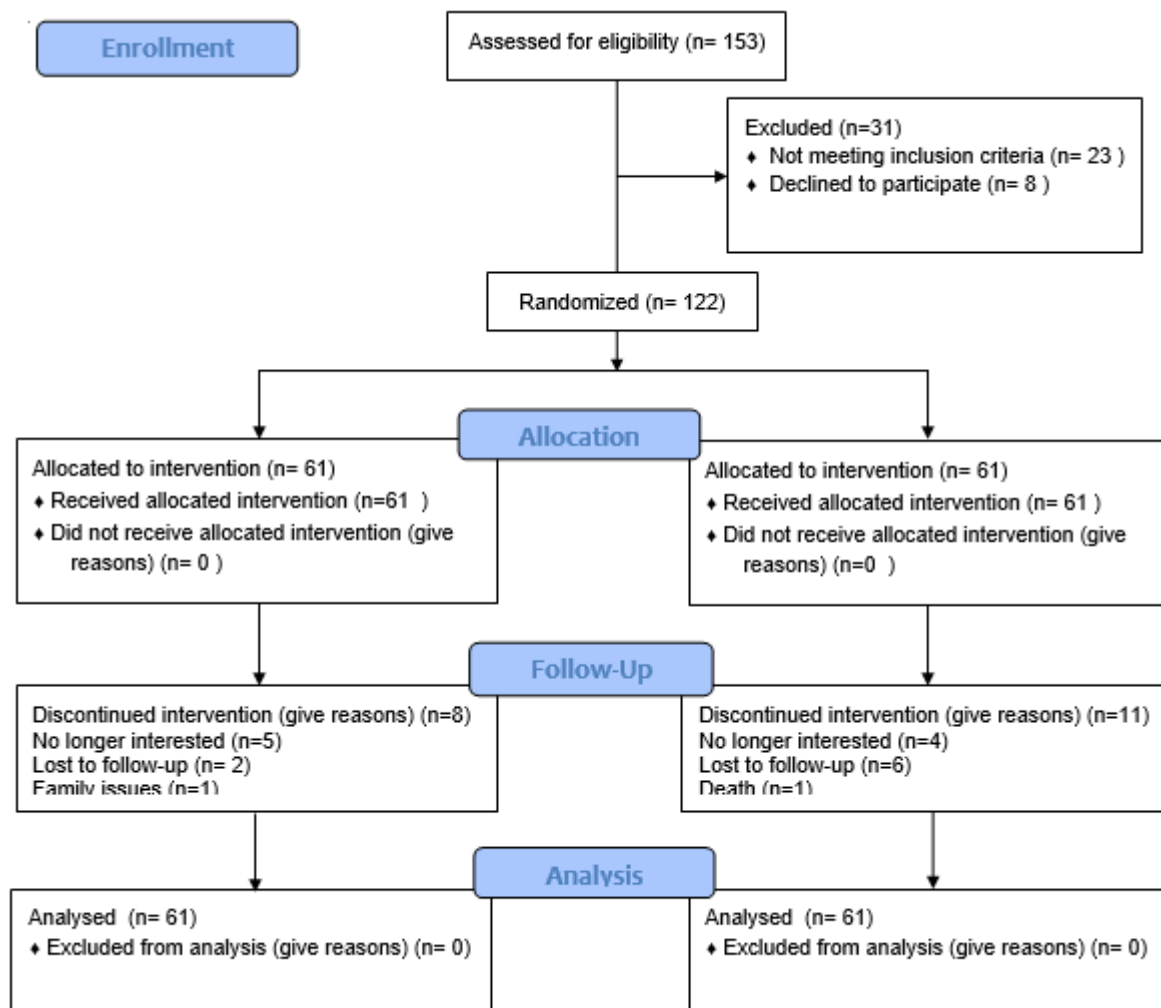 Enrollment
Assessed for eligibility (n= 153)
Excluded (n=31)
♦ Not meeting inclusion criteria (n= 23 )
♦ Declined to participate (n= 8 )
Randomized (n= 122)
Allocation
Allocated to intervention (n= 61)
♦ Received allocated intervention (n=61 )
♦ Did not receive allocated intervention (give
reasons) (n= 0 )
Allocated to intervention (n= 61)
♦ Received allocated intervention (n= 61 )
♦ Did not receive allocated intervention (give
reasons) (n=0 )
Follow-Up
Discontinued intervention (give reasons) (n=8)
No longer interested (n=5)
Lost to follow-up (n= 2)
Family issues (n=1)
Discontinued intervention (give reasons) (n=11)
No longer interested (n=4)
Lost to follow-up (n=6)
Death (n=1)
Analysis
Analysed (n= 61)
♦ Excluded from analysis (give reasons) (n= 0)
Analysed (n= 61)
♦ Excluded from analysis (give reasons) (n= 0)